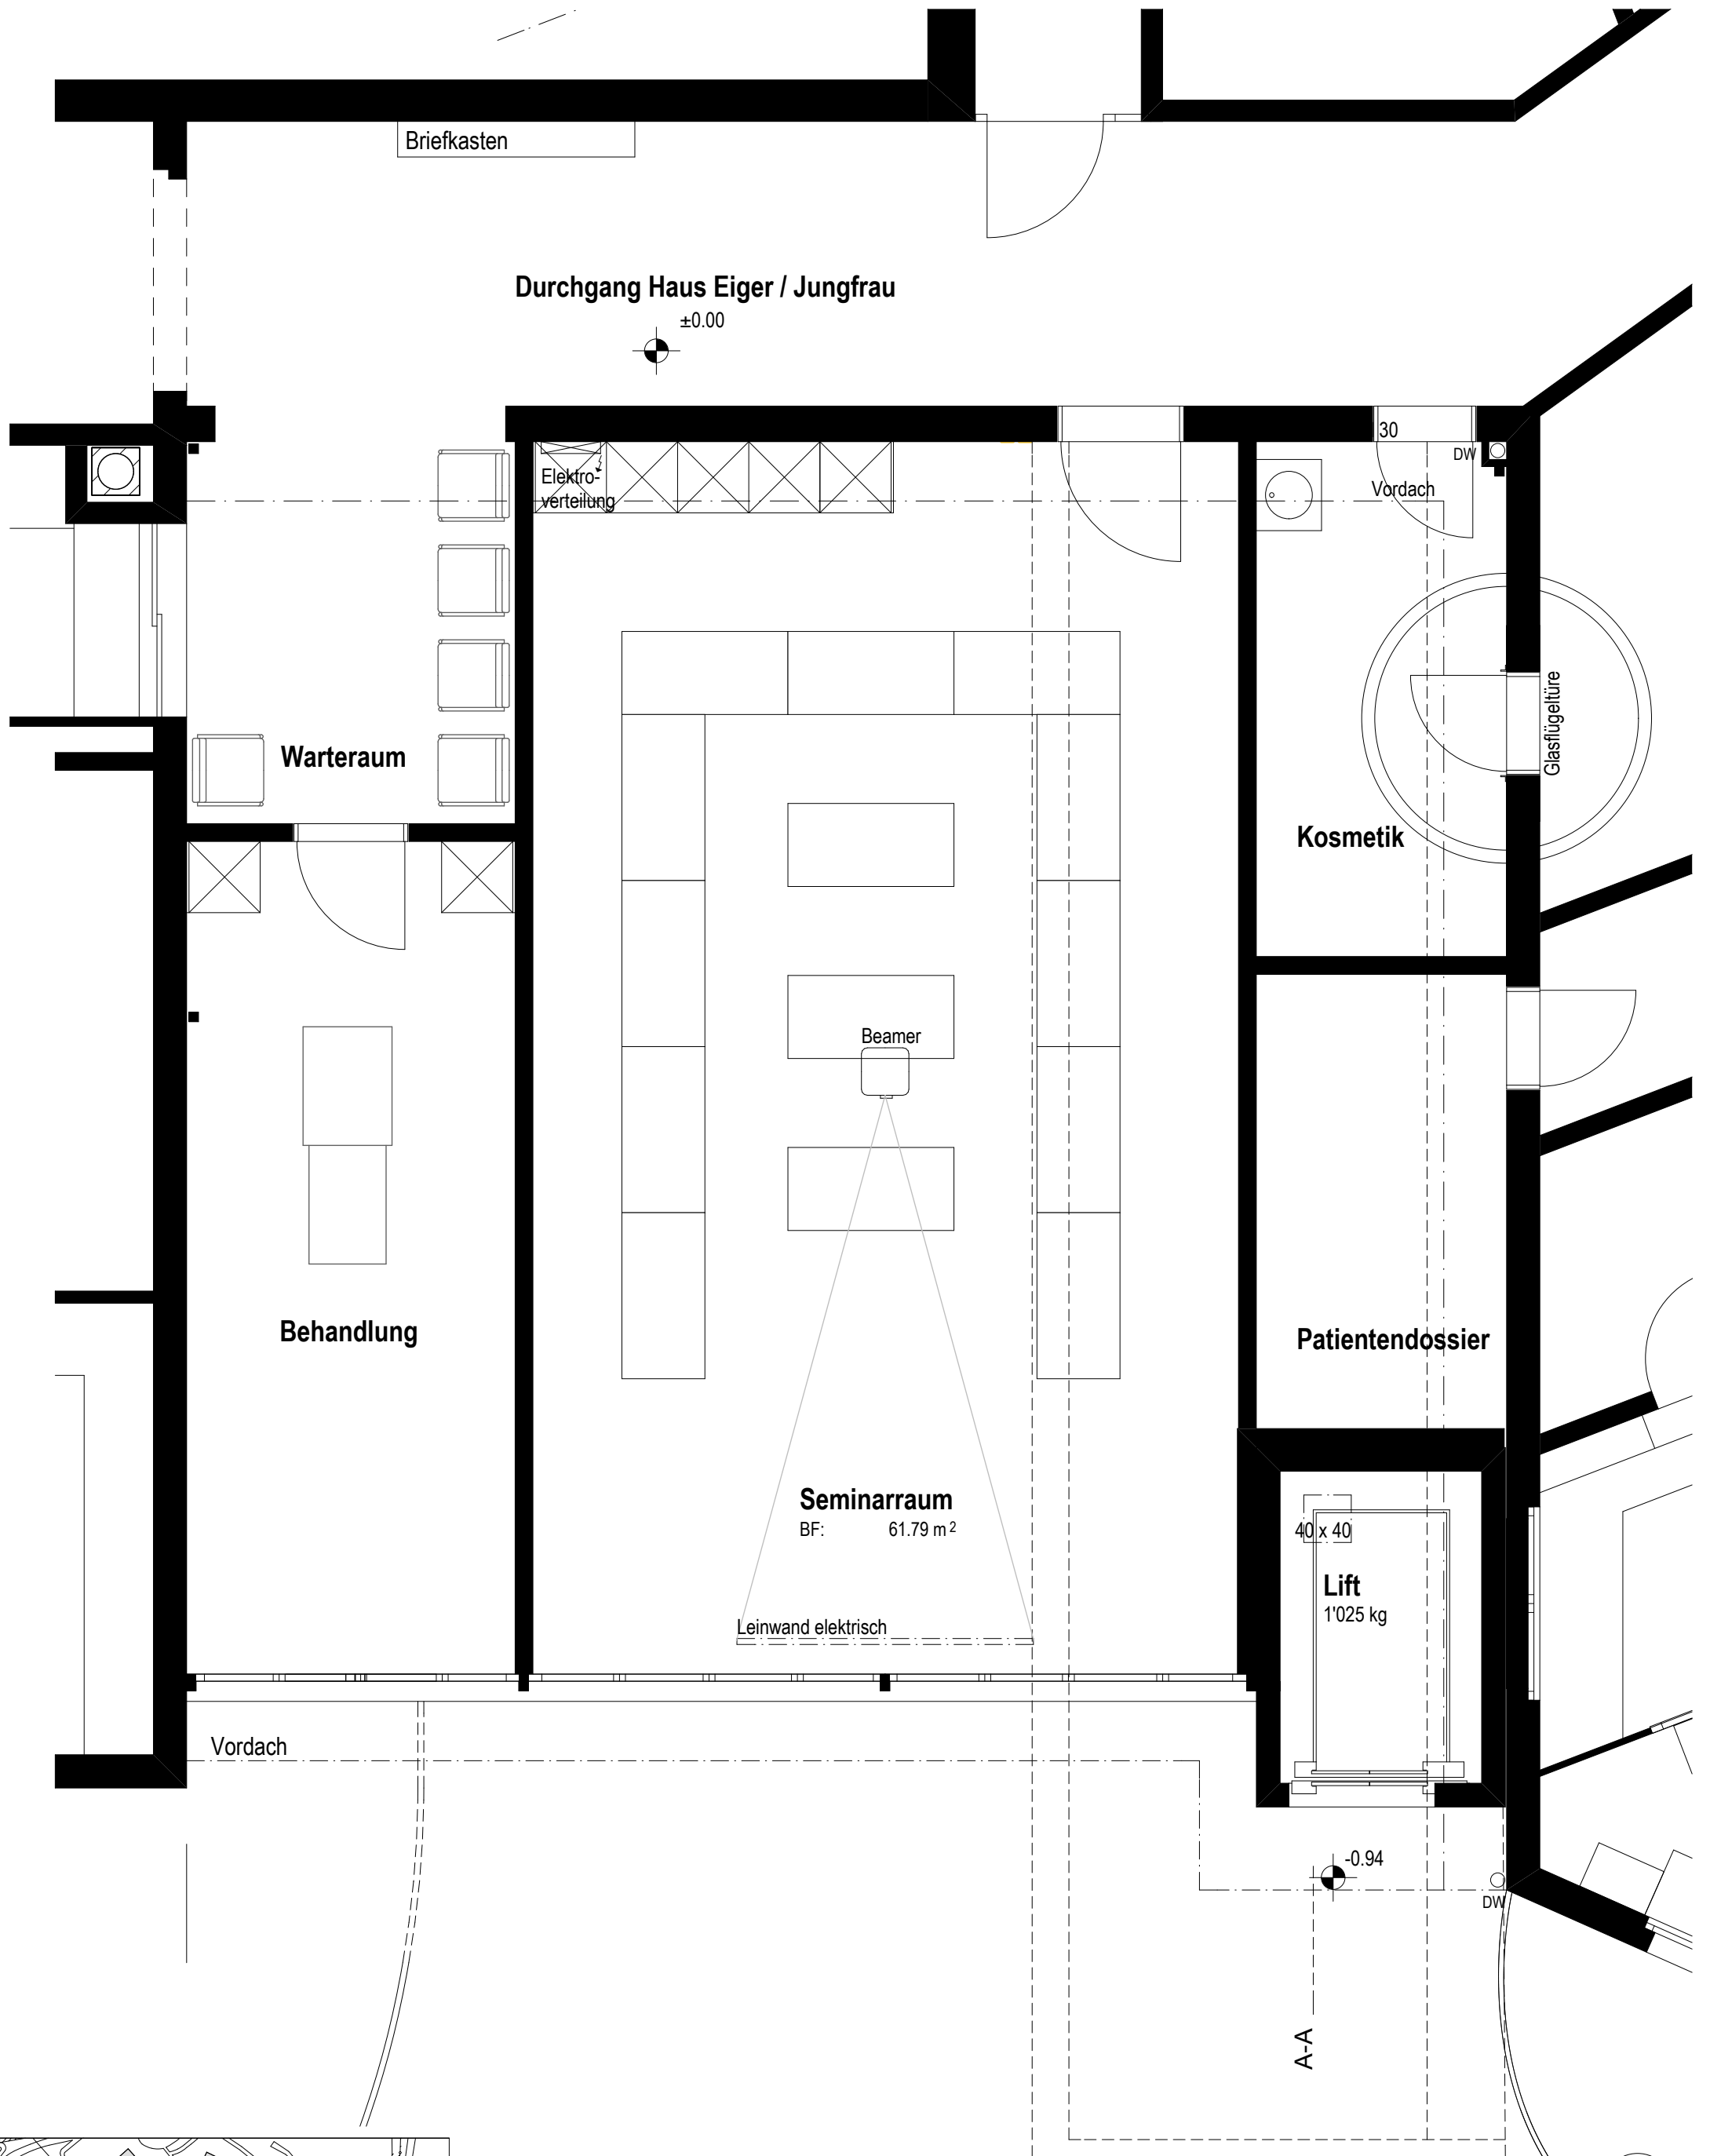 Briefkasten
Durchgang Haus Eiger / Jungfrau
±0.00
30
DW
Elektro-
verteilung
Vordach
Glasflügeltüre
Warteraum
Kosmetik
Beamer
Behandlung
Patientendossier
Seminarraum
BF: 61.79 m²
40 x 40
Lift
1'025 kg
Leinwand elektrisch
Vordach
-0.94
DW
A-A